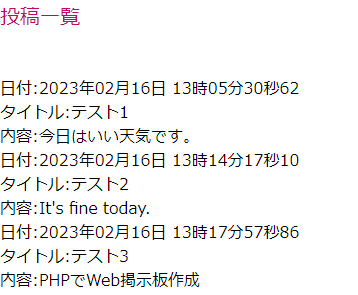 投稿一覧
日付:2023年02月16日 13時05分30秒62
タイトル:テスト1
内容:今日はいい天気です。
日付:2023年02月16日 13時14分17秒10
タイトル:テスト2
内容:It's fine today.
日付:2023年02月16日 13時17分57秒86
タイトル:テスト3
内容:PHPでWeb掲示板作成